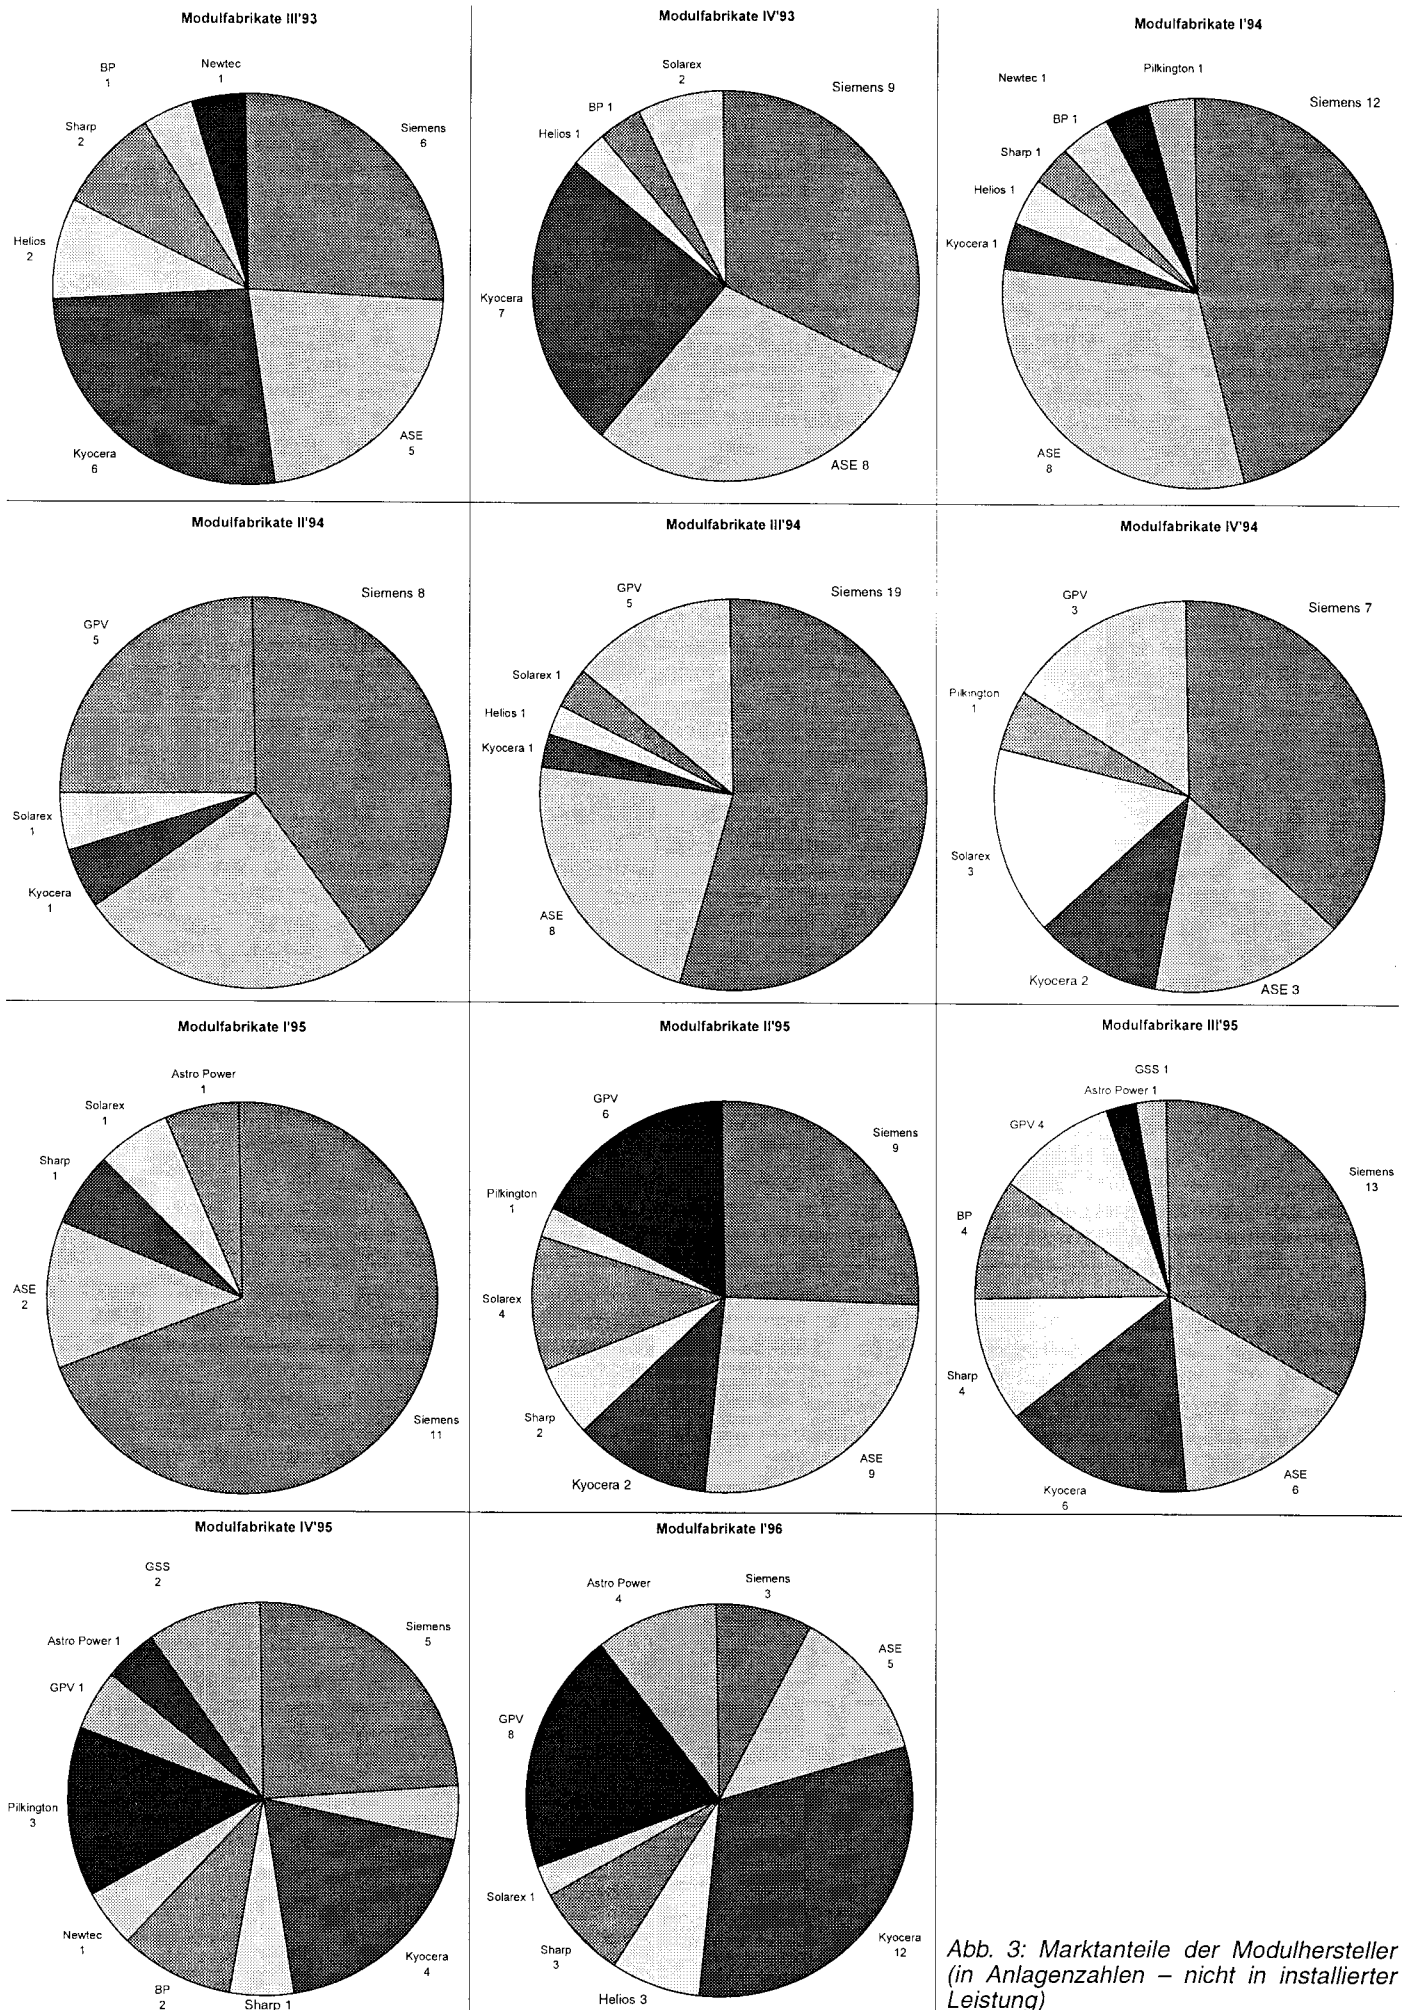 Modulfabrikate III'93
Newtec
1
BP
1
Sharp
2
Siemens
6
Helios
2
Kyocera
6
ASE
5
Modulfabrikate IV'93
Solarex
2
Siemens 9
BP 1
Helios 1
Kyocera
7
ASE 8
Modulfabrikate I'94
Pilkington 1
Newtec 1
Siemens 12
BP 1
Sharp 1
Helios 1
Kyocera 1
ASE
8
Modulfabrikate II'94
Siemens 8
GPV
5
Solarex
1
Kyocera
1
Modulfabrikate III'94
GPV
5
Siemens 19
Solarex 1
Helios 1
Kyocera 1
ASE
8
Modulfabrikate IV'94
GPV
3
Siemens 7
Pilkington
1
Solarex
3
Kyocera 2
ASE 3
Modulfabrikate I'95
Astro Power
1
Solarex
1
Sharp
1
ASE
2
Siemens
11
Modulfabrikate II'95
GPV
6
Siemens
9
Pilkington
1
Solarex
4
Sharp
2
Kyocera 2
ASE
9
Modulfabrikare III'95
GSS 1
Astro Power 1
GPV 4
Siemens
13
BP
4
Sharp
4
Kyocera
6
ASE
6
Modulfabrikate IV'95
GSS
2
Siemens
5
Astro Power 1
GPV 1
Pilkington
3
Newtec
1
BP
2
Sharp 1
Kyocera
4
Modulfabrikate I'96
Astro Power
4
Siemens
3
ASE
5
GPV
8
Solarex 1
Sharp
3
Helios 3
Kyocera
12
Abb. 3: Marktanteile der Modulhersteller
(in Anlagenzahlen – nicht in installierter
Leistung)